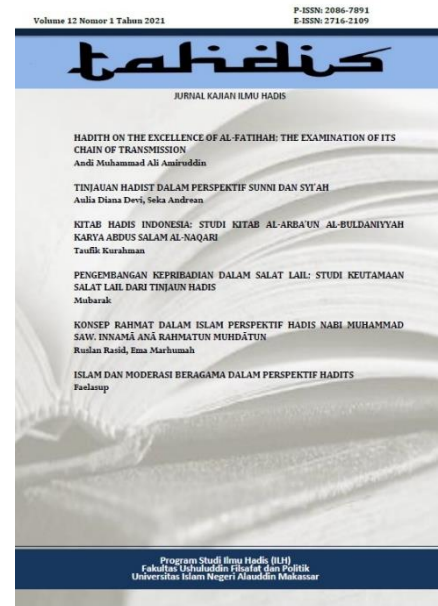 P-ISSN: 2086-7891
Volume 12 Nomor 1 Tahun 2021
E-ISSN: 2716-2109
tahdis
JURNAL KAJIAN ILMU HADIS
HADITH ON THE EXCELLENCE OF AL-FATIHAH: THE EXAMINATION OF ITS
CHAIN OF TRANSMISSION
Andi Muhammad Ali Amiruddin
TINJAUAN HADIST DALAM PERSPEKTIF SUNNI DAN SYI'AH
Aulia Diana Devi, Seka Andrean
KITAB HADIS INDONESIA: STUDI KITAB AL-ARBA'UN AL-BULDANIYYAH
KARYA ABDUS SALAM AL-NAQARI
Taufik Kurahman
PENGEMBANGAN KEPRIBADIAN DALAM SALAT LAIL: STUDI KEUTAMAAN
SALAT LAIL DARI TINJAUN HADIS
Mubarak
KONSEP RAHMAT DALAM ISLAM PERSPEKTIF HADIS NABI MUHAMMAD
SAW. INNAMĀ ANĀ RAHMATUN MUHDĀTUN
Ruslan Rasid, Ema Marhumah
ISLAM DAN MODERASI BERAGAMA DALAM PERSPEKTIF HADITS
Faelasup
Program Studi Ilmu Hadis (ILH)
Fakultas Ushuluddin Filsafat dan Politik
Universitas Islam Negeri Alauddin Makassar